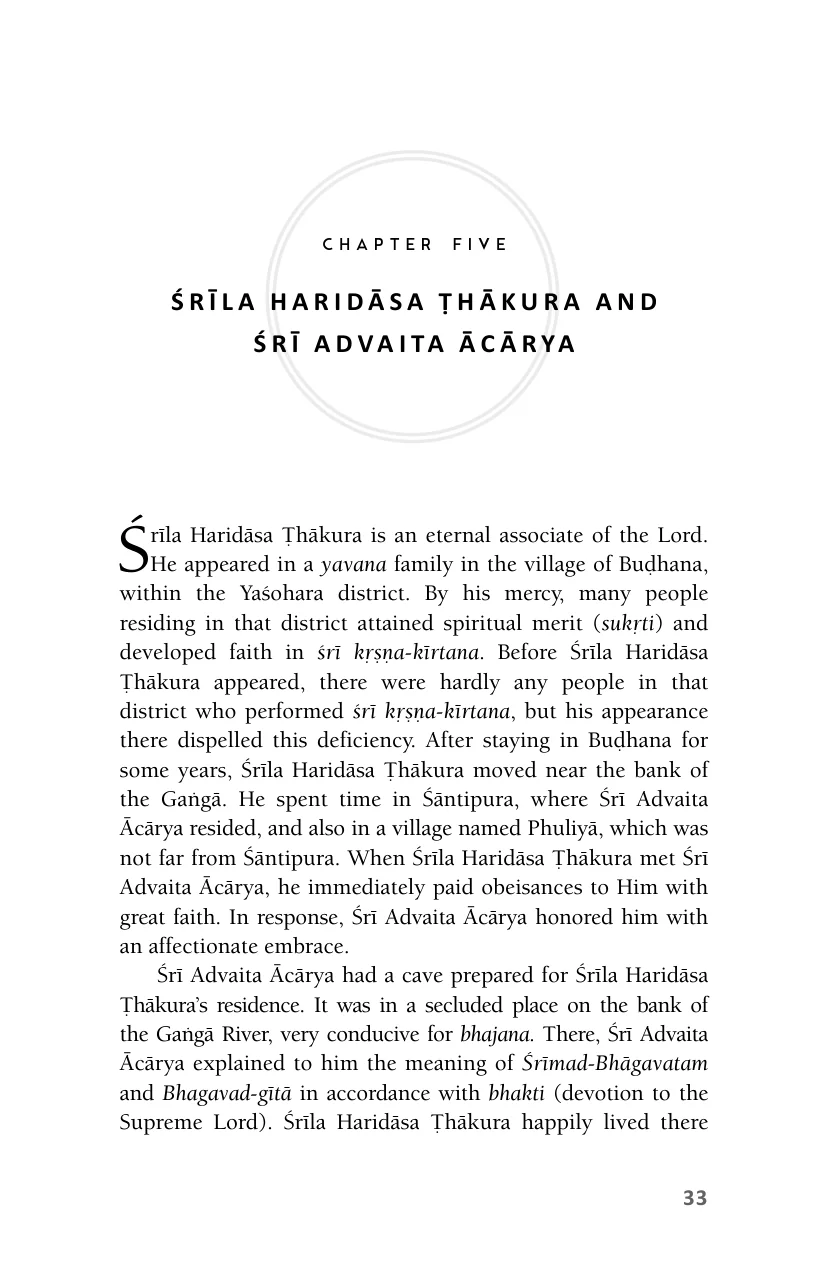 CHAPTER FIVE
ŚRĪLA HARIDĀSA ṬHĀKURA AND
ŚRĪ ADVAITA ĀCĀRYA
Śrīla Haridāsa Ṭhākura is an eternal associate of the Lord.
He appeared in a yavana family in the village of Buḍhana,
within the Yaśohara district. By his mercy, many people
residing in that district attained spiritual merit (sukṛti) and
developed faith in śrī kṛṣṇa-kīrtana. Before Śrīla Haridāsa
Ṭhākura appeared, there were hardly any people in that
district who performed śrī kṛṣṇa-kīrtana, but his appearance
there dispelled this deficiency. After staying in Buḍhana for
some years, Śrīla Haridāsa Ṭhākura moved near the bank of
the Gaṅgā. He spent time in Śāntipura, where Śrī Advaita
Ācārya resided, and also in a village named Phuliyā, which was
not far from Śāntipura. When Śrīla Haridāsa Ṭhākura met Śrī
Advaita Ācārya, he immediately paid obeisances to Him with
great faith. In response, Śrī Advaita Ācārya honored him with
an affectionate embrace.
Śrī Advaita Ācārya had a cave prepared for Śrīla Haridāsa
Ṭhākura’s residence. It was in a secluded place on the bank of
the Gaṅgā River, very conducive for bhajana. There, Śrī Advaita
Ācārya explained to him the meaning of Śrīmad-Bhāgavatam
and Bhagavad-gītā in accordance with bhakti (devotion to the
Supreme Lord). Śrīla Haridāsa Ṭhākura happily lived there
33